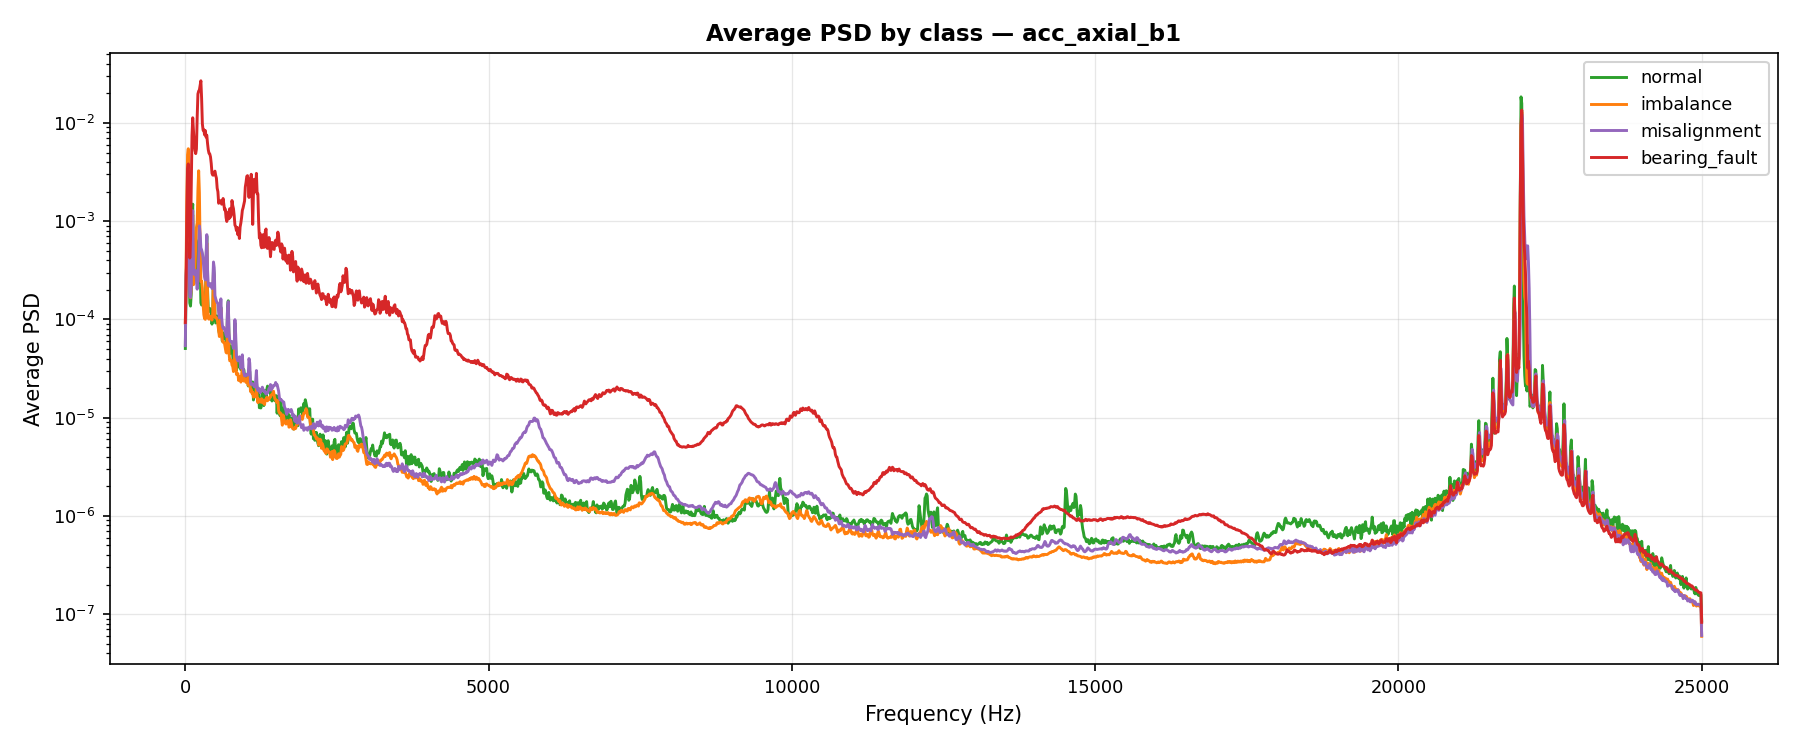 Average PSD by class — acc_axial_b1
normal
imbalance
misalignment
bearing_fault
Average PSD
10⁻²
10⁻³
10⁻⁴
10⁻⁵
10⁻⁶
10⁻⁷
0 5000 10000 15000 20000 25000
Frequency (Hz)